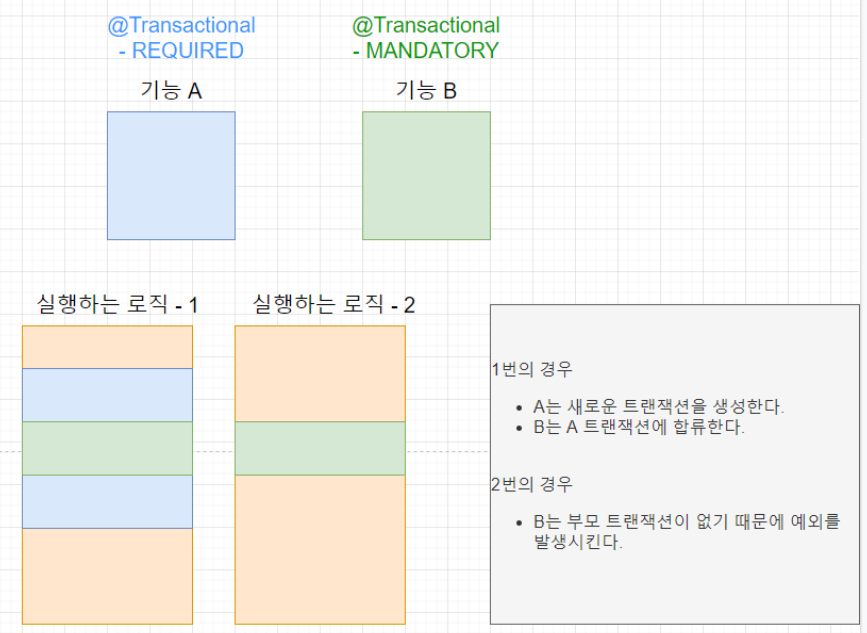 @Transactional
- REQUIRED
@Transactional
- MANDATORY
기능 A
기능 B
실행하는 로직 - 1
실행하는 로직 - 2
1번의 경우
• A는 새로운 트랜잭션을 생성한다.
• B는 A 트랜잭션에 합류한다.
2번의 경우
• B는 부모 트랜잭션이 없기 때문에 예외를
발생시킨다.